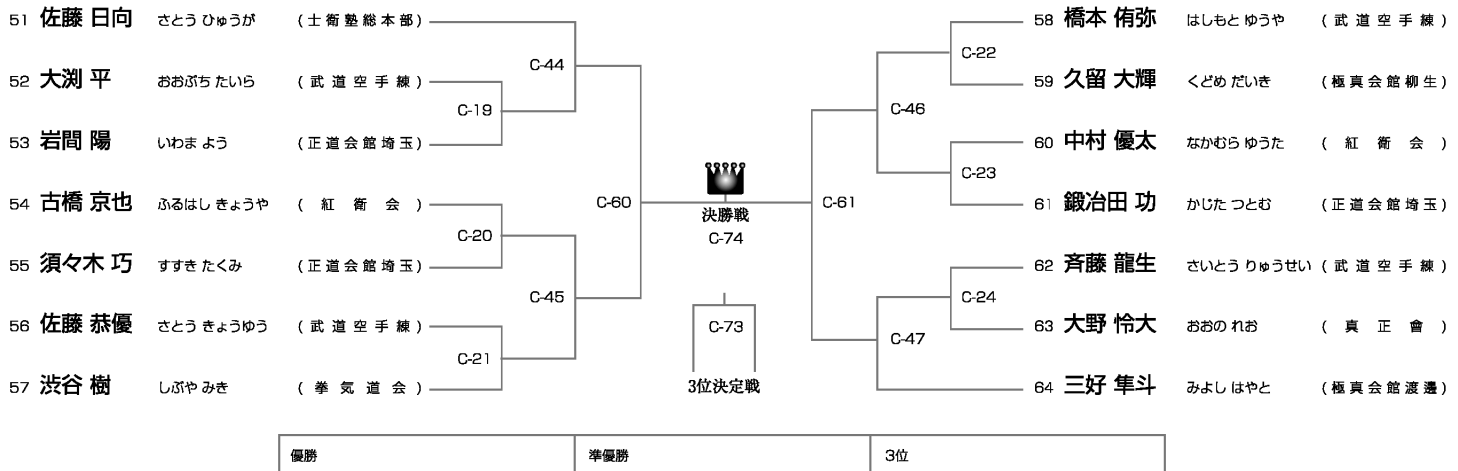 51 佐藤 日向 さとう ひゅうが (士衛塾総本部)
C-44
52 大渕 平 おおぶち たいら (武道空手練)
C-19
53 岩間 陽 いわま よう (正道会館埼玉)
C-60
54 古橋 京也 ふるはし きょうや (紅衛会)
C-20
55 須々木 巧 すすき たくみ (正道会館埼玉)
C-45
56 佐藤 恭優 さとう きょうゆう (武道空手練)
C-21
57 渋谷 樹 しぶや みき (拳気道会)
決勝戦
C-74
C-73
3位決定戦
58 橋本 侑弥 はしもと ゆうや (武道空手練)
C-22
59 久留 大輝 くどめ だいき (極真会館柳生)
C-46
60 中村 優太 なかむら ゆうた (紅衛会)
C-23
61 鍛冶田 功 かじた つとむ (正道会館埼玉)
C-61
62 斉藤 龍生 さいとう りゅうせい (武道空手練)
C-24
63 大野 怜大 おおの れお (真正會)
C-47
64 三好 隼斗 みよし はやと (極真会館渡邊)
優勝
準優勝
3位